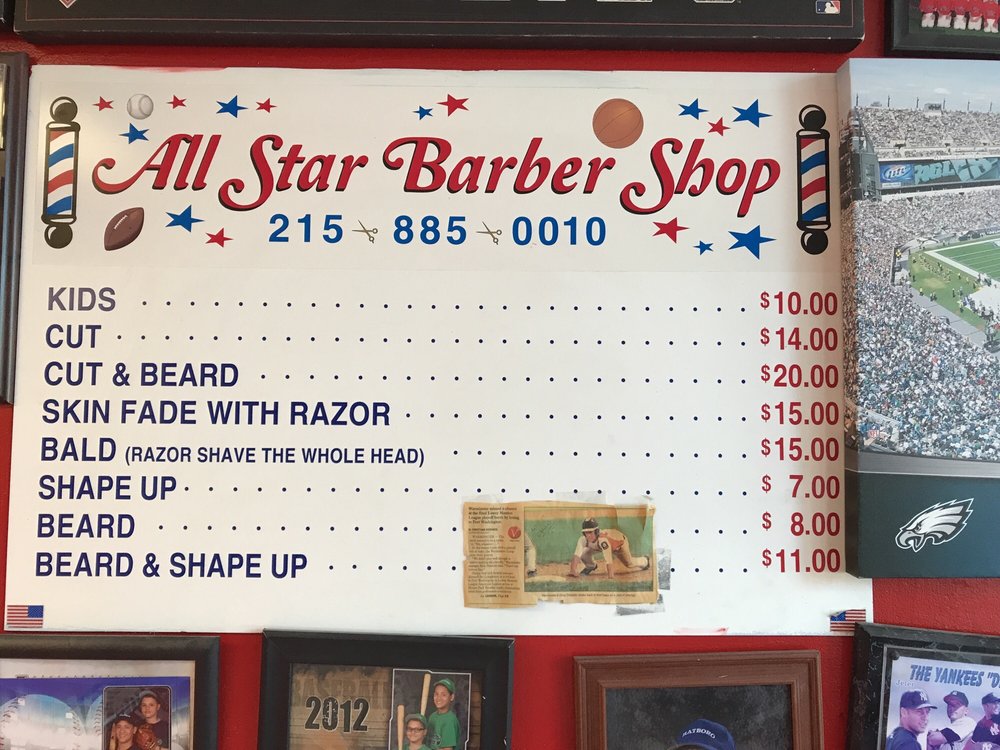 All Star Barber Shop
215 885 0010
KIDS $10.00
CUT $14.00
CUT & BEARD $20.00
SKIN FADE WITH RAZOR $15.00
BALD (RAZOR SHAVE THE WHOLE HEAD) $15.00
SHAPE UP $ 7.00
BEARD $ 8.00
BEARD & SHAPE UP $11.00
2012
HATBORO
THE YANKEES "D